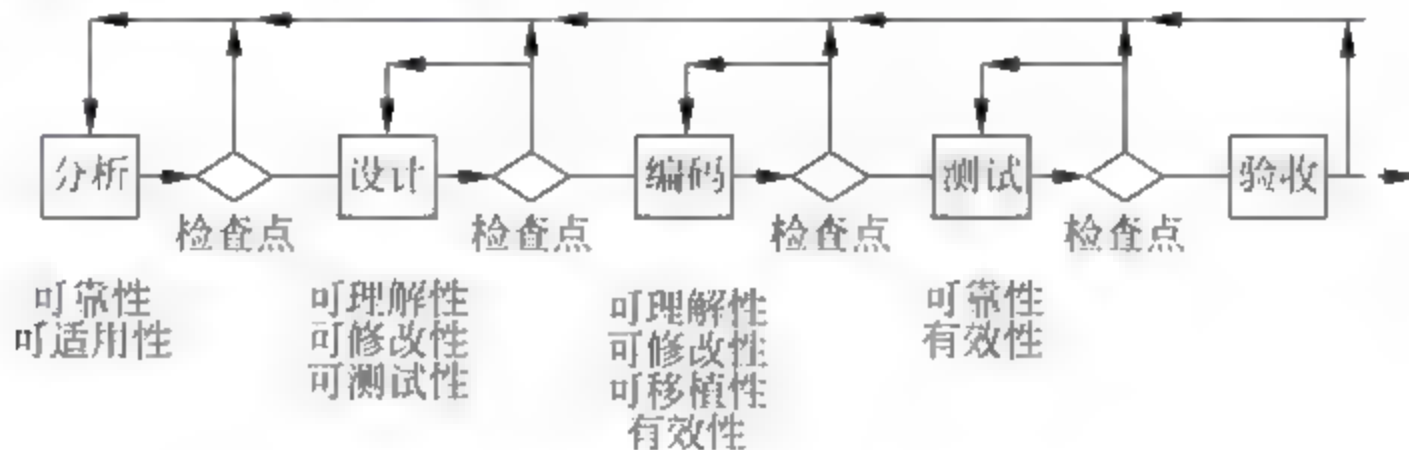 分析
设计
编码
测试
验收
检查点
检查点
检查点
检查点
可靠性
可适用性
可理解性
可修改性
可测试性
可理解性
可修改性
可移植性
有效性
可靠性
有效性